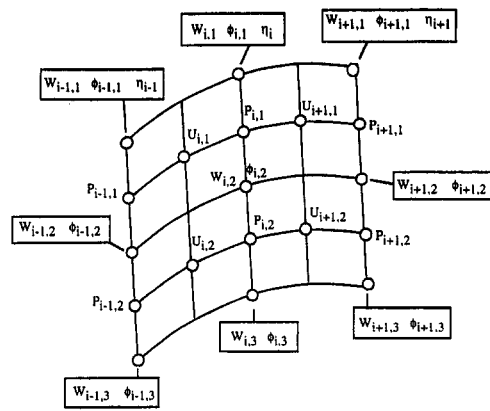 W_{i,1} ϕ_{i,1} η_i
W_{i+1,1} ϕ_{i+1,1} η_{i+1}
W_{i-1,1} ϕ_{i-1,1} η_{i-1}
P_{i,1}
U_{i+1,1}
U_{i,1}
P_{i+1,1}
P_{i-1,1}
ϕ_{i,2}
W_{i,2}
W_{i+1,2} ϕ_{i+1,2}
W_{i-1,2} ϕ_{i-1,2}
U_{i+1,2}
P_{i,2}
U_{i,2}
P_{i+1,2}
P_{i-1,2}
W_{i,3} ϕ_{i,3}
W_{i+1,3} ϕ_{i+1,3}
W_{i-1,3} ϕ_{i-1,3}